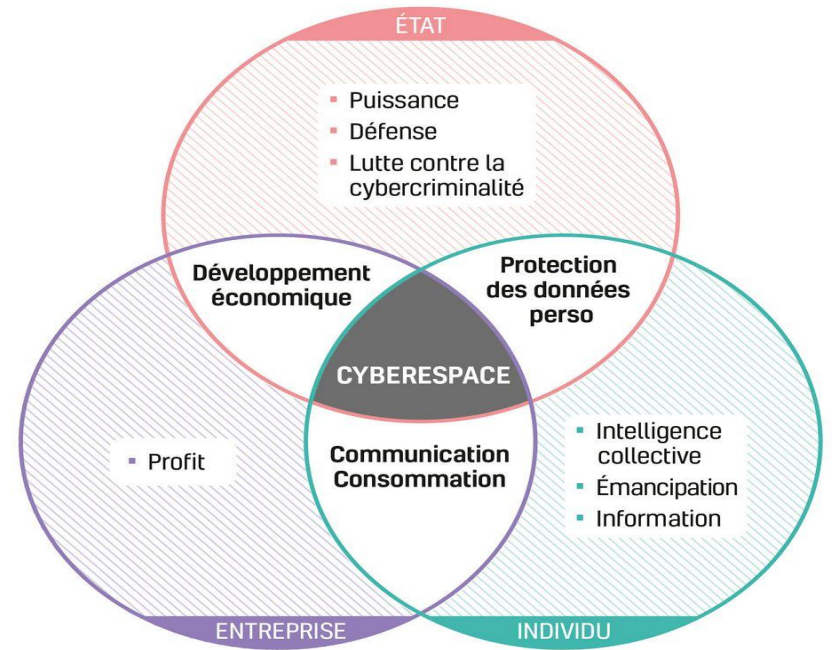 ÉTAT
▪ Puissance
▪ Défense
▪ Lutte contre la
cybercriminalité
Développement
économique
Protection
des données
perso
CYBERESPACE
▪ Profit
Communication
Consommation
▪ Intelligence
collective
▪ Émancipation
▪ Information
ENTREPRISE
INDIVIDU